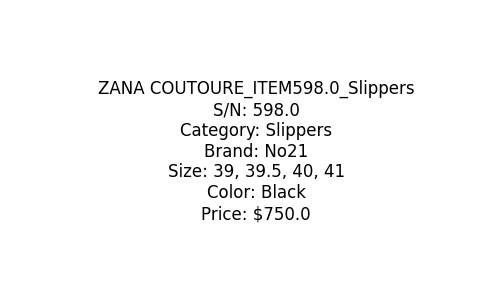 ZANA COUTOURE_ITEM598.0_Slippers
S/N: 598.0
Category: Slippers
Brand: No21
Size: 39, 39.5, 40, 41
Color: Black
Price: $750.0